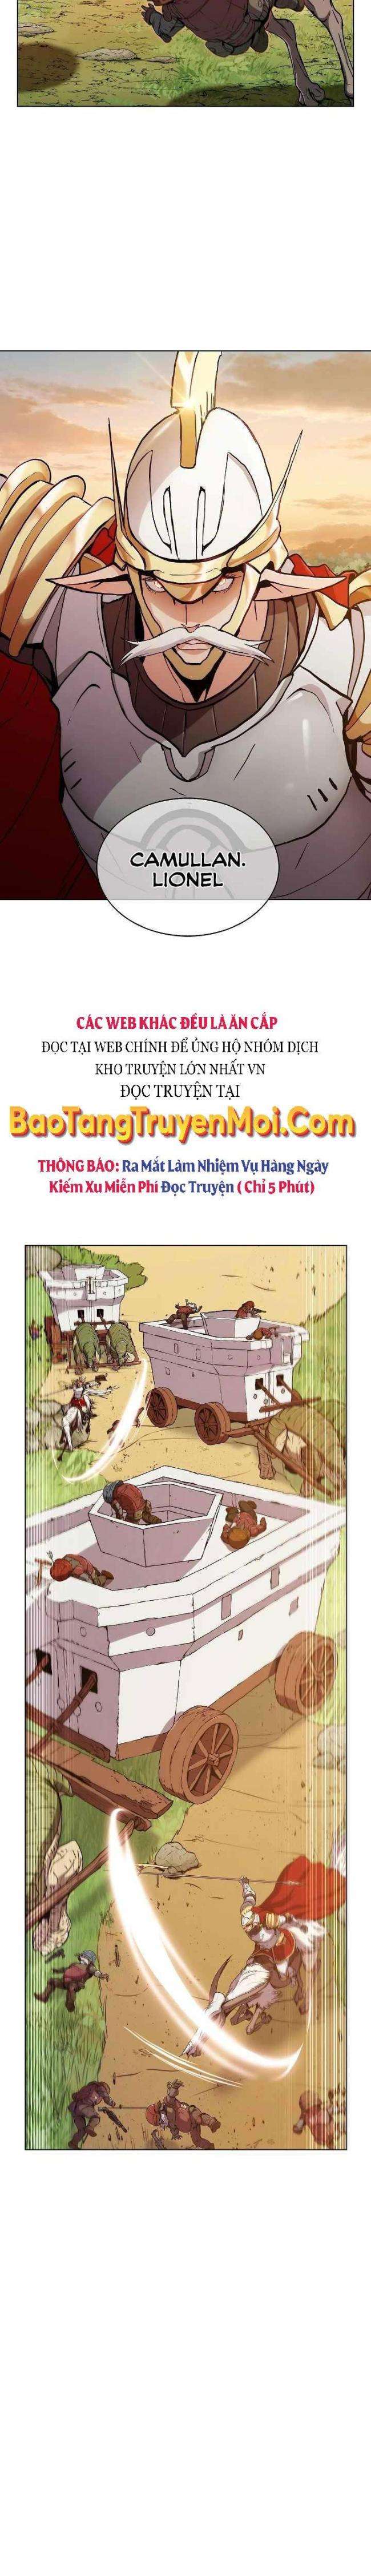 CAMULLAN.
LIONEL
CÁC WEB KHÁC ĐỀU LÀ ĂN CẮP
ĐỌC TẠI WEB CHÍNH ĐỂ ỦNG HỘ NHÓM DỊCH
KHO TRUYỆN LỚN NHẤT VN
ĐỌC TRUYỆN TẠI
BaoTangTruyenMoi.Com
THÔNG BÁO: Ra Mắt Làm Nhiệm Vụ Hàng Ngày
Kiếm Xu Miễn Phí Đọc Truyện ( Chỉ 5 Phút)